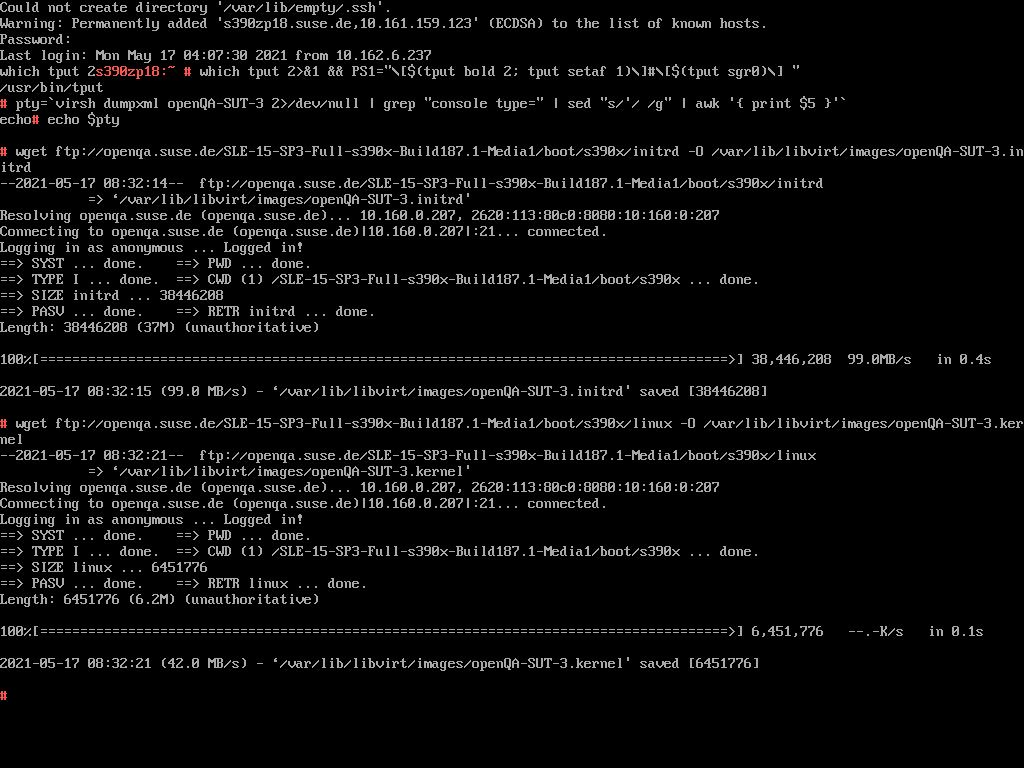 Could not create directory '/var/lib/empty/.ssh'.
Warning: Permanently added 's390zp18.suse.de,10.161.159.123' (ECDSA) to the list of known hosts.
Password:
Last login: Mon May 17 04:07:30 2021 from 10.162.6.237
which tput 2s390zp18:~ # which tput 2>&1 && PS1="\[$(tput bold 2; tput setaf 1)\]#\[$(tput sgr0)\] "
/usr/bin/tput
# pty=`virsh dumpxml openQA-SUT-3 2>/dev/null | grep "console type=" | sed "s/'/ /g" | awk '{ print $5 }'`
echo# echo $pty
# wget ftp://openqa.suse.de/SLE-15-SP3-Full-s390x-Build187.1-Media1/boot/s390x/initrd -O /var/lib/libvirt/images/openQA-SUT-3.in
itrd
--2021-05-17 08:32:14--  ftp://openqa.suse.de/SLE-15-SP3-Full-s390x-Build187.1-Media1/boot/s390x/initrd
           => ‘/var/lib/libvirt/images/openQA-SUT-3.initrd'
Resolving openqa.suse.de (openqa.suse.de)... 10.160.0.207, 2620:113:80c0:8080:10:160:0:207
Connecting to openqa.suse.de (openqa.suse.de)|10.160.0.207|:21... connected.
Logging in as anonymous ... Logged in!
==> SYST ... done.    ==> PWD ... done.
==> TYPE I ... done.  ==> CWD (1) /SLE-15-SP3-Full-s390x-Build187.1-Media1/boot/s390x ... done.
==> SIZE initrd ... 38446208
==> PASV ... done.    ==> RETR initrd ... done.
Length: 38446208 (37M) (unauthoritative)
100%[======================================================================================>] 38,446,208  99.0MB/s   in 0.4s
2021-05-17 08:32:15 (99.0 MB/s) - ‘/var/lib/libvirt/images/openQA-SUT-3.initrd' saved [38446208]
# wget ftp://openqa.suse.de/SLE-15-SP3-Full-s390x-Build187.1-Media1/boot/s390x/linux -O /var/lib/libvirt/images/openQA-SUT-3.ker
nel
--2021-05-17 08:32:21--  ftp://openqa.suse.de/SLE-15-SP3-Full-s390x-Build187.1-Media1/boot/s390x/linux
           => ‘/var/lib/libvirt/images/openQA-SUT-3.kernel'
Resolving openqa.suse.de (openqa.suse.de)... 10.160.0.207, 2620:113:80c0:8080:10:160:0:207
Connecting to openqa.suse.de (openqa.suse.de)|10.160.0.207|:21... connected.
Logging in as anonymous ... Logged in!
==> SYST ... done.    ==> PWD ... done.
==> TYPE I ... done.  ==> CWD (1) /SLE-15-SP3-Full-s390x-Build187.1-Media1/boot/s390x ... done.
==> SIZE linux ... 6451776
==> PASV ... done.    ==> RETR linux ... done.
Length: 6451776 (6.2M) (unauthoritative)
100%[======================================================================================>] 6,451,776   --.-K/s   in 0.1s
2021-05-17 08:32:21 (42.0 MB/s) - ‘/var/lib/libvirt/images/openQA-SUT-3.kernel' saved [6451776]
#